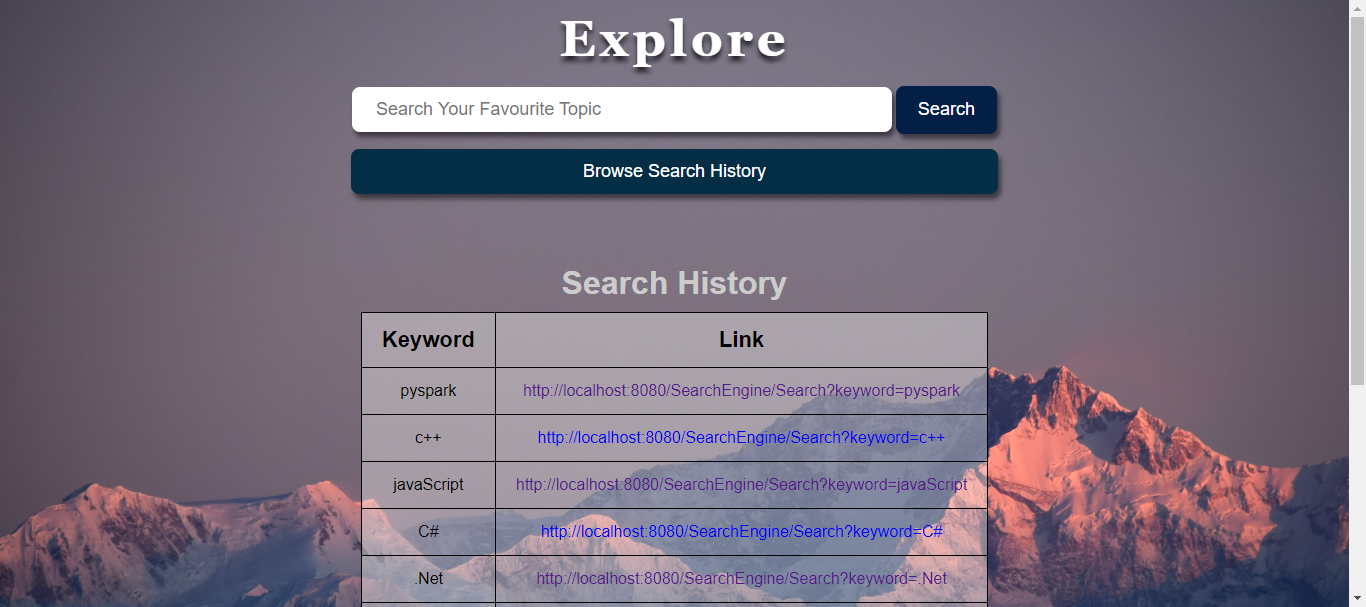 Explore
Search Your Favourite Topic
Search
Browse Search History
Search History
Keyword Link
pyspark http://localhost:8080/SearchEngine/Search?keyword=pyspark
c++ http://localhost:8080/SearchEngine/Search?keyword=c++
javaScript http://localhost:8080/SearchEngine/Search?keyword=javaScript
C# http://localhost:8080/SearchEngine/Search?keyword=C#
.Net http://localhost:8080/SearchEngine/Search?keyword=.Net